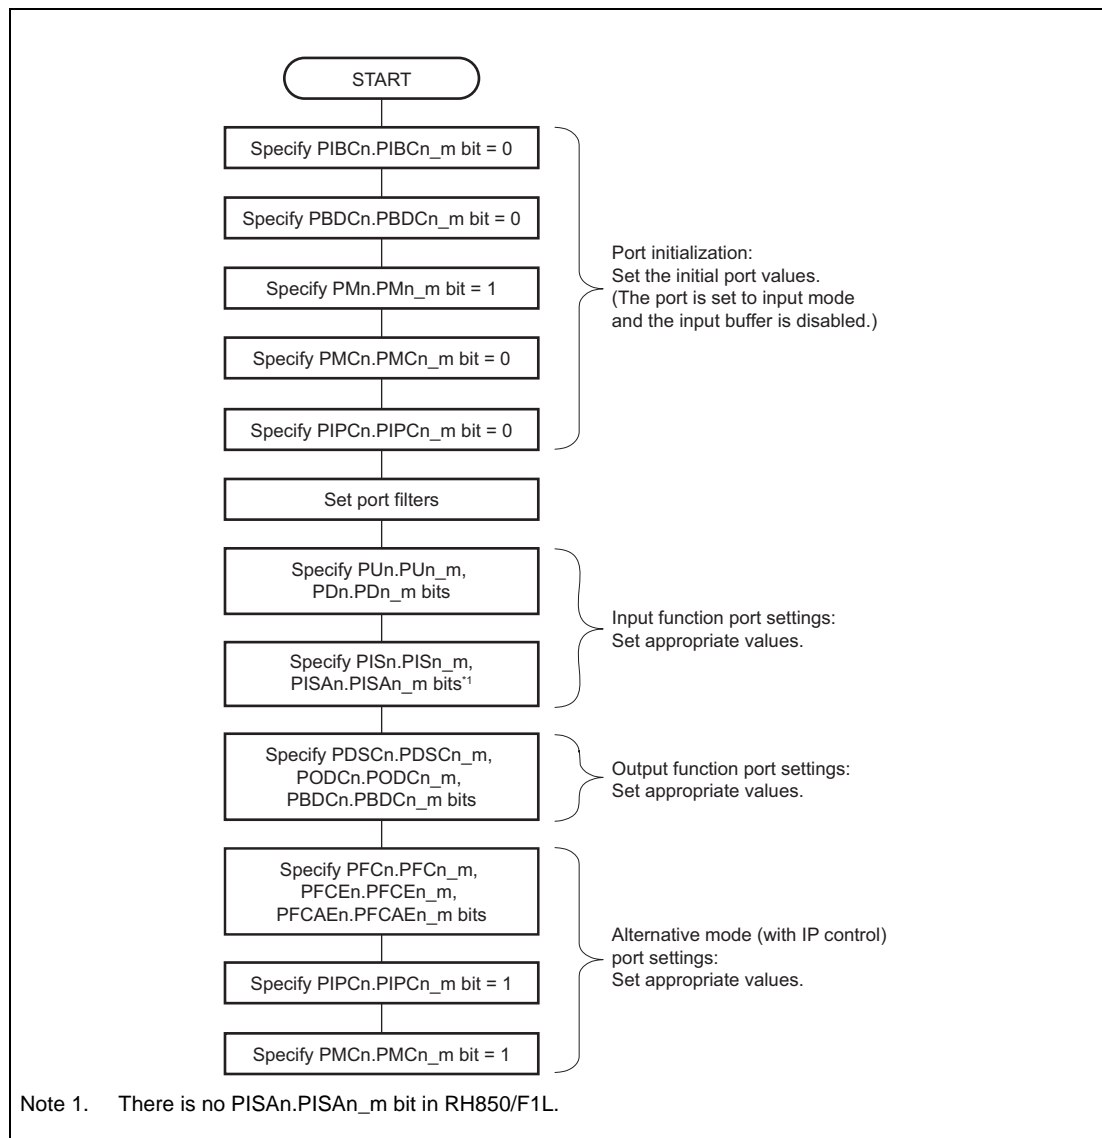 START
Specify PIBCn.PIBCn_m bit = 0
Specify PBDCn.PBDCn_m bit = 0
Specify PMn.PMn_m bit = 1
Specify PMCn.PMCn_m bit = 0
Specify PIPCn.PIPCn_m bit = 0
Port initialization:
Set the initial port values.
(The port is set to input mode
and the input buffer is disabled.)
Set port filters
Specify PUn.PUn_m,
PDn.PDn_m bits
Specify PISn.PISn_m,
PISAn.PISAn_m bits*1
Input function port settings:
Set appropriate values.
Specify PDSCn.PDSCn_m,
PODCn.PODCn_m,
PBDCn.PBDCn_m bits
Output function port settings:
Set appropriate values.
Specify PFCn.PFCn_m,
PFCEn.PFCEn_m,
PFCAEn.PFCAEn_m bits
Specify PIPCn.PIPCn_m bit = 1
Specify PMCn.PMCn_m bit = 1
Alternative mode (with IP control)
port settings:
Set appropriate values.
Note 1. There is no PISAn.PISAn_m bit in RH850/F1L.